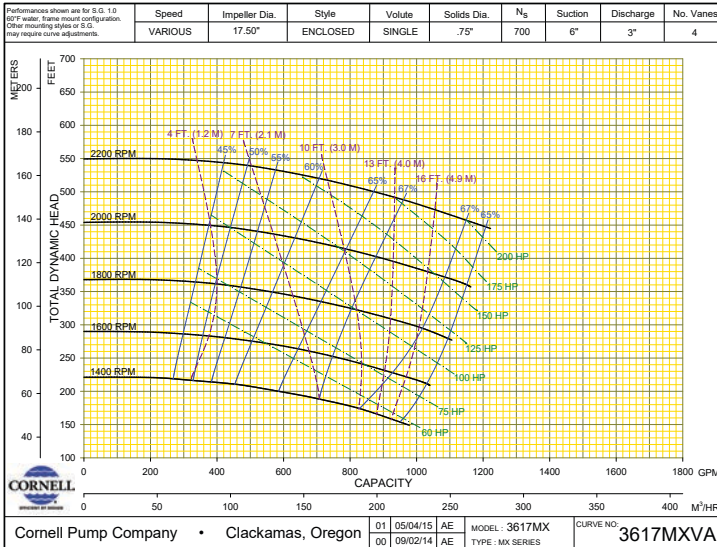 Performances shown are for S.G. 1.0
60°F water, frame mount configuration.
Other mounting styles or S.G.
may require curve adjustments.
Speed Impeller Dia. Style Volute Solids Dia. NS Suction Discharge No. Vanes
VARIOUS 17.50" ENCLOSED SINGLE .75" 700 6" 3" 4
METERS
FEET
TOTAL DYNAMIC HEAD
700
650
600
550
500
450
400
350
300
250
200
150
100
200
180
160
140
120
100
80
60
40
4 FT. (1.2 M) 7 FT. (2.1 M) 10 FT. (3.0 M) 13 FT. (4.0 M) 16 FT. (4.9 M)
45% 50% 55% 60% 65% 67% 67% 65%
2200 RPM
2000 RPM
1800 RPM
1600 RPM
1400 RPM
200 HP
175 HP
150 HP
125 HP
100 HP
75 HP
60 HP
0 200 400 600 800 1000 1200 1400 1600 1800 GPM
CAPACITY
0 50 100 150 200 250 300 350 400 M³/HR
CORNELL
EFFICIENT BY DESIGN
Cornell Pump Company • Clackamas, Oregon
01 05/04/15 AE
00 09/02/14 AE
MODEL : 3617MX
TYPE : MX SERIES
CURVE NO: 3617MXVA